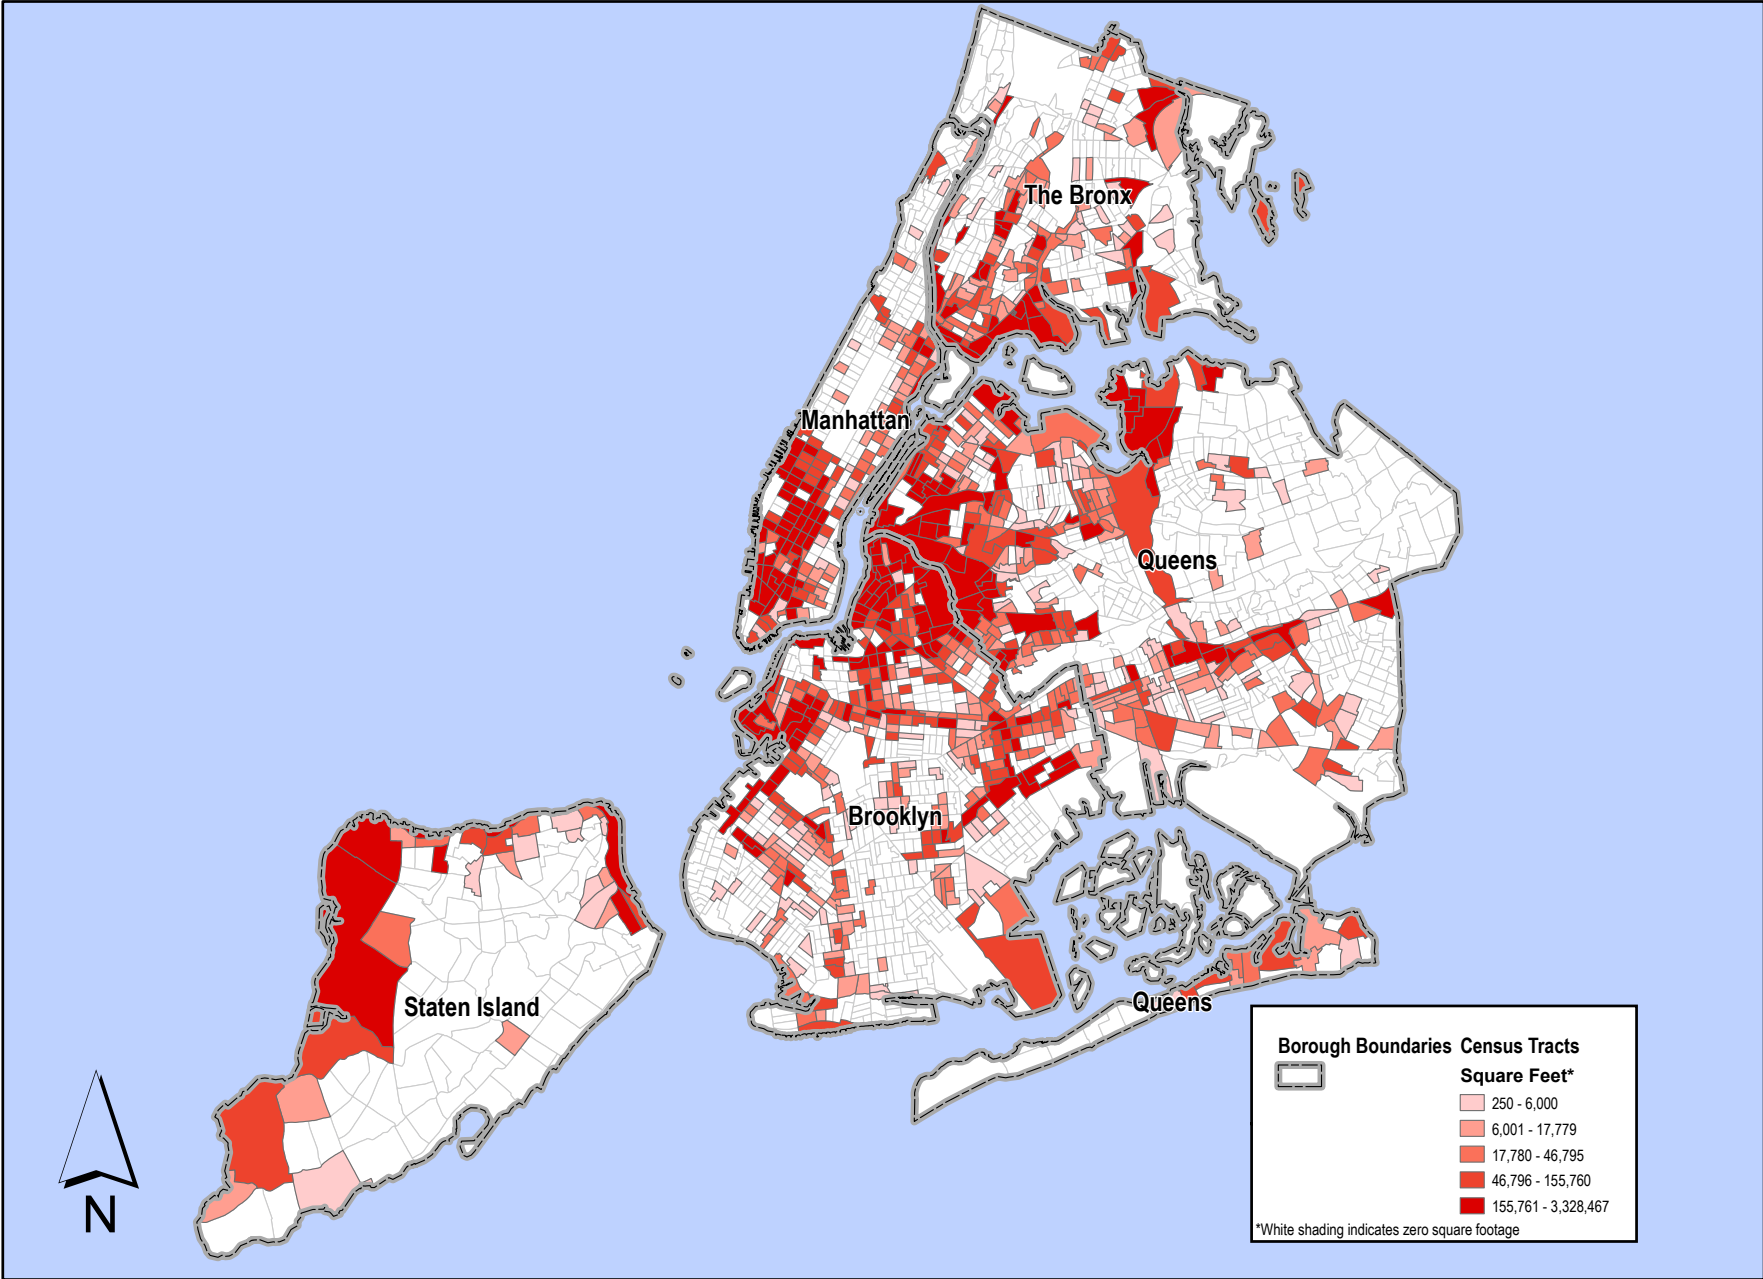 The Bronx
Manhattan
Queens
Brooklyn
Staten Island
Queens
N
Borough Boundaries
Census Tracts
Square Feet*
250 - 6,000
6,001 - 17,779
17,780 - 46,795
46,796 - 155,760
155,761 - 3,328,467
*White shading indicates zero square footage